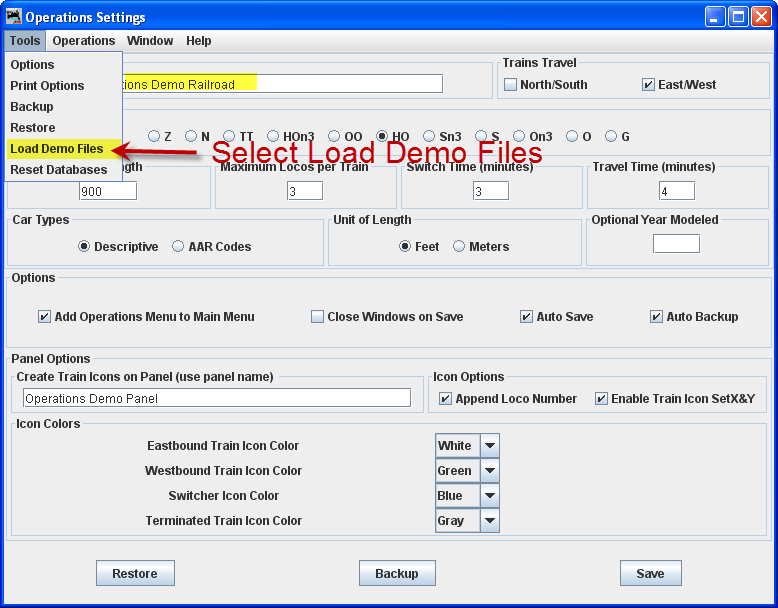 Operations Settings
Tools Operations Window Help
Options
Print Options
Backup
Restore
Load Demo Files
Reset Databases
tions Demo Railroad
Trains Travel
North/South East/West
Z N TT HOn3 OO HO Sn3 S On3 O G
Select Load Demo Files
Maximum Locos per Train Switch Time (minutes) Travel Time (minutes)
900 3 3 4
Car Types Unit of Length Optional Year Modeled
Descriptive AAR Codes Feet Meters
Options
Add Operations Menu to Main Menu Close Windows on Save Auto Save Auto Backup
Panel Options
Create Train Icons on Panel (use panel name) Icon Options
Operations Demo Panel Append Loco Number Enable Train Icon SetX&Y
Icon Colors
Eastbound Train Icon Color White
Westbound Train Icon Color Green
Switcher Icon Color Blue
Terminated Train Icon Color Gray
Restore Backup Save